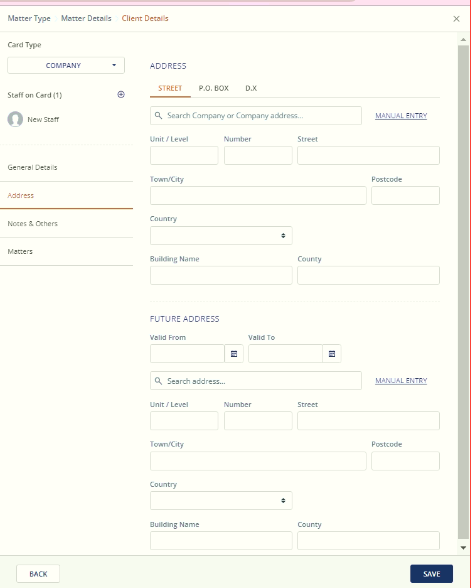 Matter Type Matter Details Client Details
Card Type
COMPANY
Staff on Card (1)
New Staff
General Details
Address
Notes & Others
Matters
ADDRESS
STREET P.O. BOX D.X
Search Company or Company address... MANUAL ENTRY
Unit / Level Number Street
Town/City Postcode
Country
Building Name County
FUTURE ADDRESS
Valid From Valid To
Search address... MANUAL ENTRY
Unit / Level Number Street
Town/City Postcode
Country
Building Name County
BACK SAVE